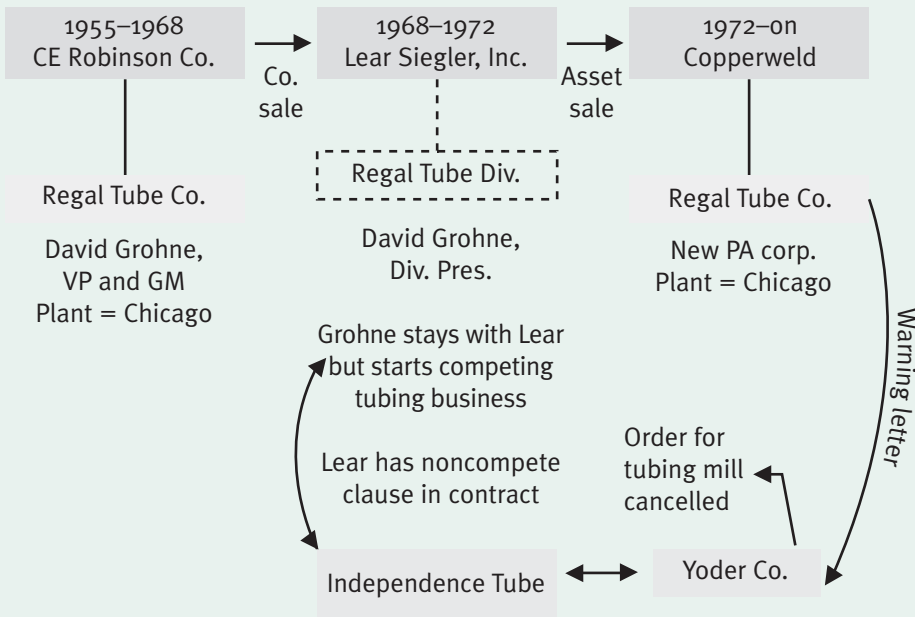 1955–1968
CE Robinson Co.
Co.
sale
1968–1972
Lear Siegler, Inc.
Asset
sale
1972–on
Copperweld
Regal Tube Co.
David Grohne,
VP and GM
Plant = Chicago
Regal Tube Div.
David Grohne,
Div. Pres.
Regal Tube Co.
New PA corp.
Plant = Chicago
Warning letter
Grohne stays with Lear
but starts competing
tubing business
Lear has noncompete
clause in contract
Order for
tubing mill
cancelled
Independence Tube
Yoder Co.